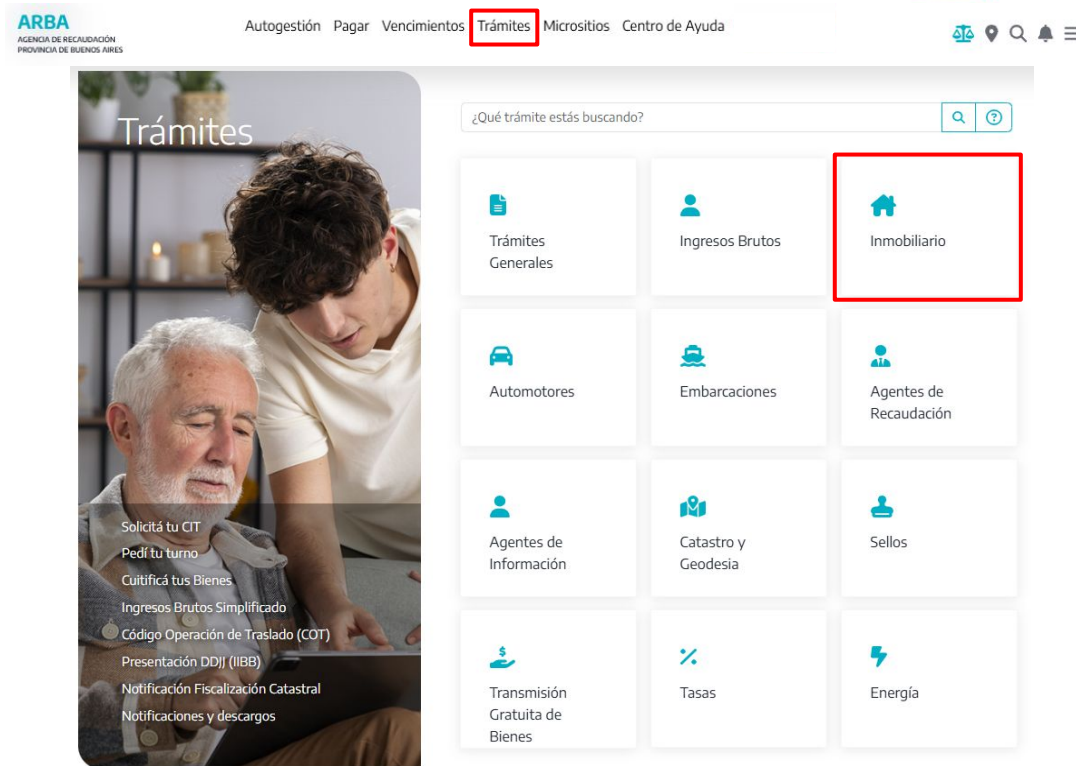 ARBA
AGENCIA DE RECAUDACIÓN
PROVINCIA DE BUENOS AIRES
Autogestión Pagar Vencimientos Trámites Micrositios Centro de Ayuda
Trámites
¿Qué trámite estás buscando?
Trámites
Generales
Ingresos Brutos
Inmobiliario
Automotores
Embarcaciones
Agentes de
Recaudación
Agentes de
Información
Catastro y
Geodesia
Sellos
Transmisión
Gratuita de
Bienes
Tasas
Energía
Solicitá tu CIT
Pedí tu turno
Cuitificá tus Bienes
Ingresos Brutos Simplificado
Código Operación de Traslado (COT)
Presentación DDJJ (IIBB)
Notificación Fiscalización Catastral
Notificaciones y descargos